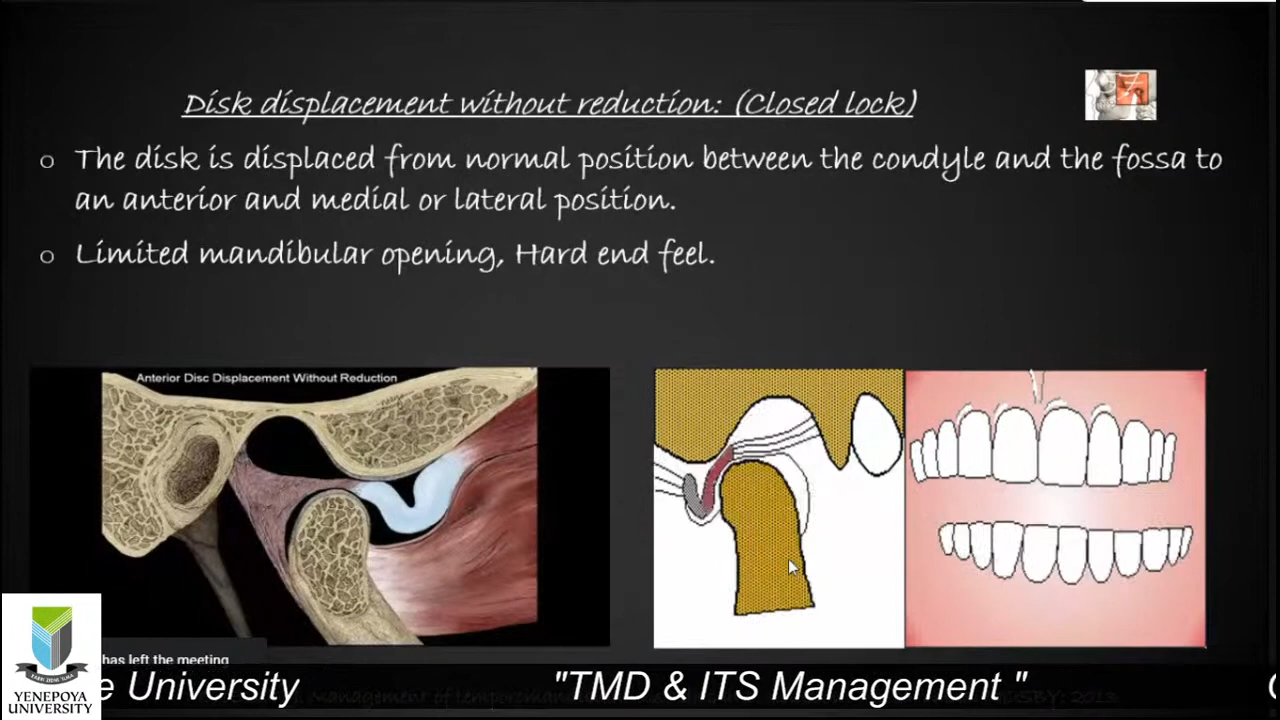 Disk displacement without reduction: (Closed lock)
o The disk is displaced from normal position between the condyle and the fossa to
an anterior and medial or lateral position.
o Limited mandibular opening, Hard end feel.
Anterior Disc Displacement Without Reduction
has left the meeting
YENEPOYA
UNIVERSITY
e University "TMD & ITS Management "